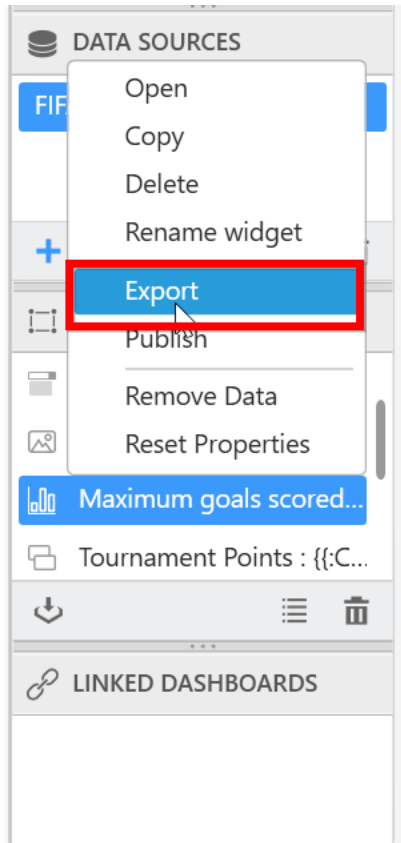 DATA SOURCES
FIF
Open
Copy
Delete
Rename widget
Export
Publish
Remove Data
Reset Properties
Maximum goals scored...
Tournament Points : {{:C...
LINKED DASHBOARDS